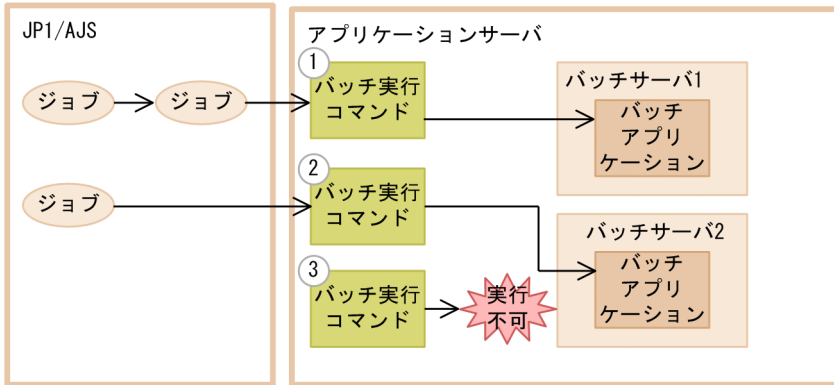 JP1/AJS
ジョブ
ジョブ
ジョブ
アプリケーションサーバ
1
バッチ実行
コマンド
バッチサーバ1
バッチ
アプリ
ケーション
2
バッチ実行
コマンド
バッチサーバ2
バッチ
アプリ
ケーション
3
バッチ実行
コマンド
実行
不可